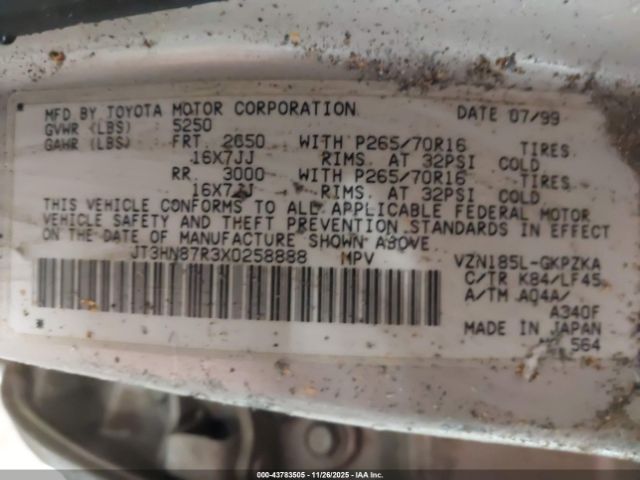 MFD BY TOYOTA MOTOR CORPORATION DATE 07/99
GVWR (LBS) 5250
GAWR (LBS) FRT 2650 WITH P265/70R16 TIRES
16X7JJ RIMS, AT 32PSI COLD
RR 3000 WITH P265/70R16 TIRES
16X7JJ RIMS, AT 32PSI COLD
THIS VEHICLE CONFORMS TO ALL APPLICABLE FEDERAL MOTOR
VEHICLE SAFETY AND THEFT PREVENTION STANDARDS IN EFFECT
ON THE DATE OF MANUFACTURE SHOWN ABOVE
JT3HN87R3X0258888 MPV VZN185L-GKPZKA
C/TR K84/LF45
A/TM A04A/
A340F
MADE IN JAPAN
564
000-43783505 | 11/26/2025 | IAA Inc.